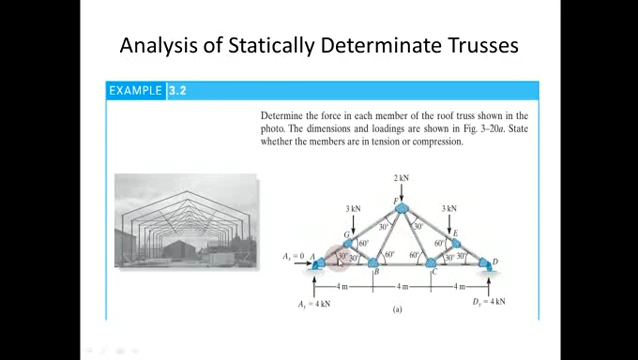 Analysis of Statically Determinate Trusses
EXAMPLE 3.2
Determine the force in each member of the roof truss shown in the
photo. The dimensions and loadings are shown in Fig. 3–20a. State
whether the members are in tension or compression.
2 kN
F
3 kN
3 kN
30°
30°
G
60°
60°
E
Ax = 0
A
30°
30°
60°
60°
30°
30°
D
B
C
4 m
4 m
4 m
Ay = 4 kN
(a)
Dy = 4 kN